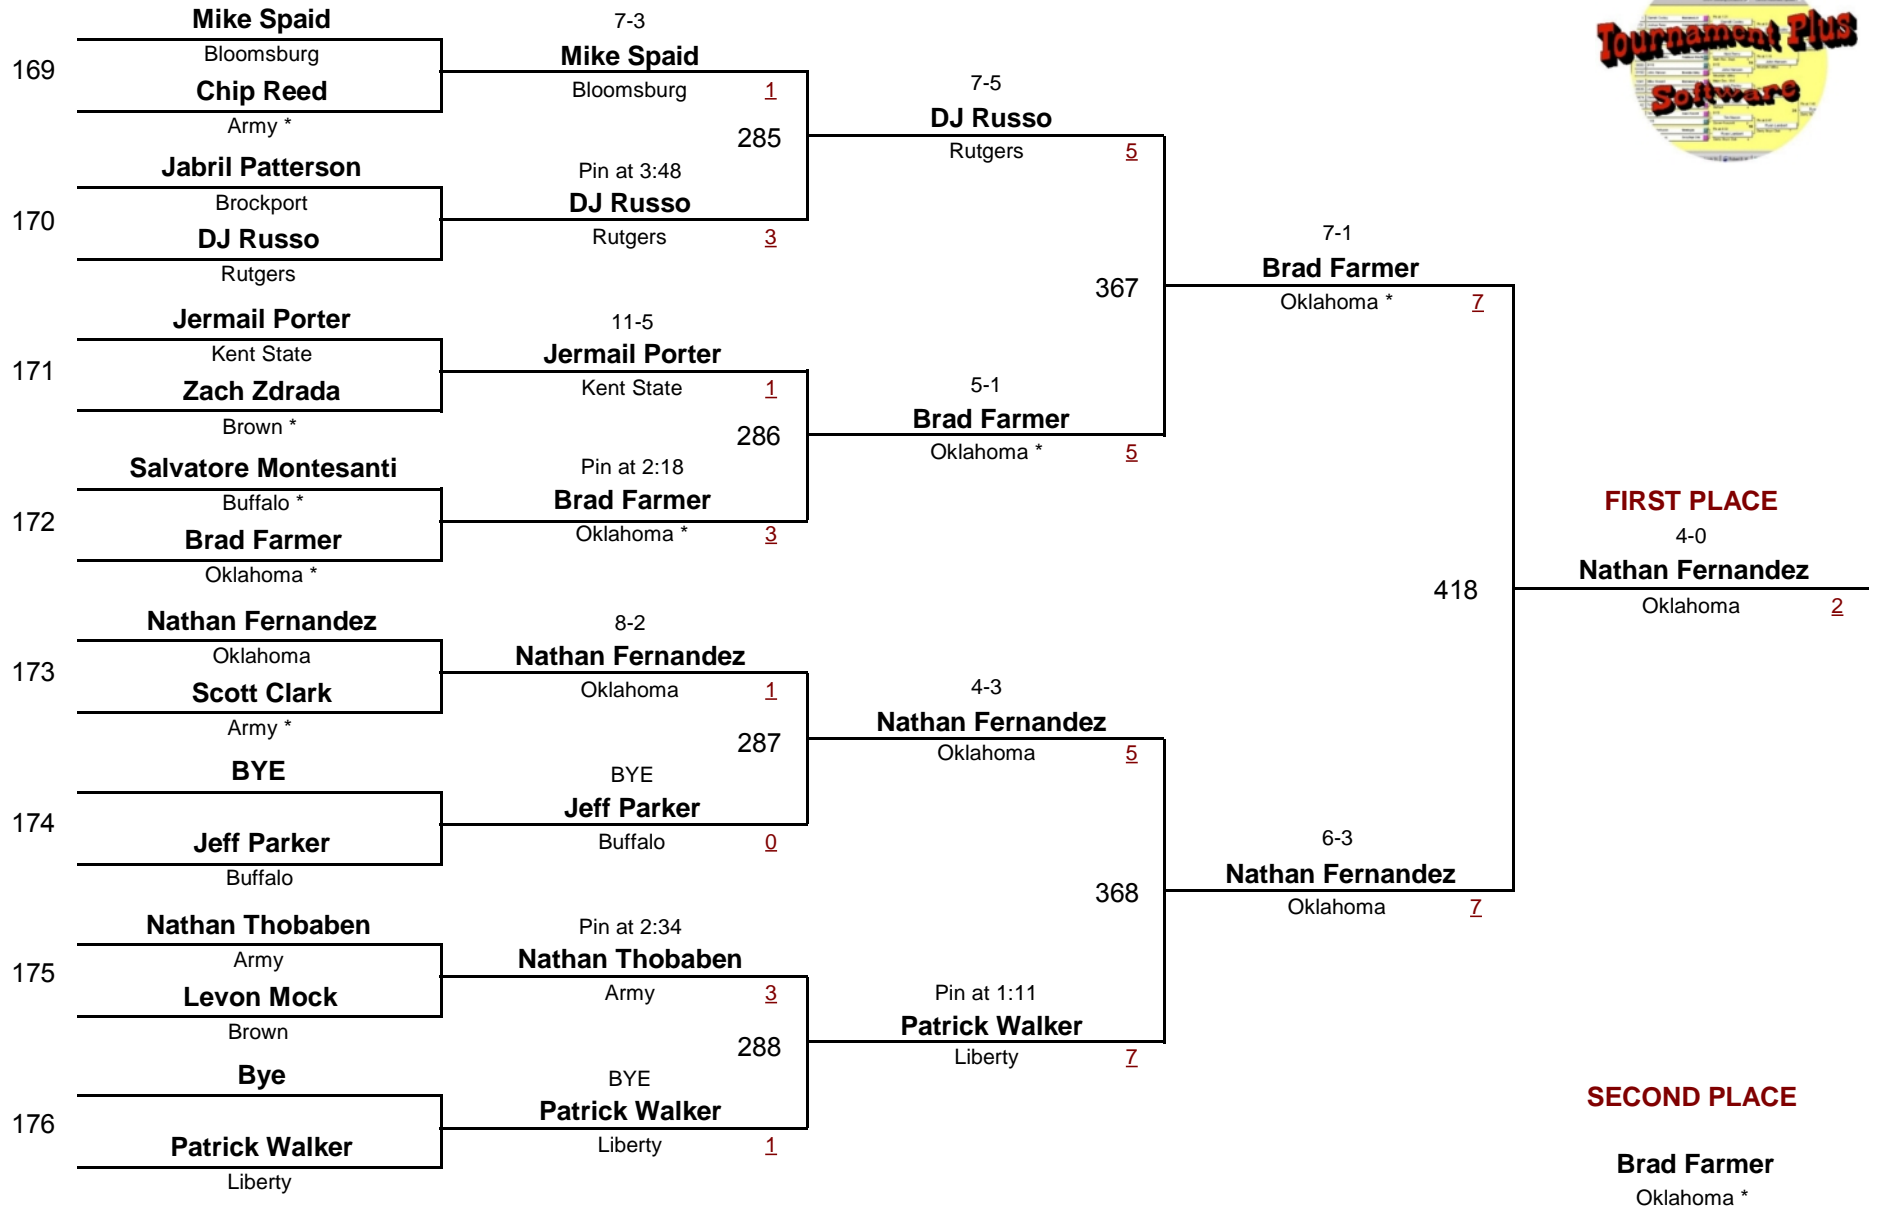 Mike Spaid
Bloomsburg
169
Chip Reed
Army *
Jabril Patterson
Brockport
170
DJ Russo
Rutgers
Jermail Porter
Kent State
171
Zach Zdrada
Brown *
Salvatore Montesanti
Buffalo *
172
Brad Farmer
Oklahoma *
Nathan Fernandez
Oklahoma
173
Scott Clark
Army *
BYE
174
Jeff Parker
Buffalo
Nathan Thobaben
Army
175
Levon Mock
Brown
Bye
176
Patrick Walker
Liberty
7-3
Mike Spaid
Bloomsburg 1
285
Pin at 3:48
DJ Russo
Rutgers 3
11-5
Jermail Porter
Kent State 1
286
Pin at 2:18
Brad Farmer
Oklahoma * 3
8-2
Nathan Fernandez
Oklahoma 1
287
BYE
Jeff Parker
Buffalo 0
Pin at 2:34
Nathan Thobaben
Army 3
288
BYE
Patrick Walker
Liberty 1
7-5
DJ Russo
Rutgers 5
367
5-1
Brad Farmer
Oklahoma * 5
4-3
Nathan Fernandez
Oklahoma 5
368
Pin at 1:11
Patrick Walker
Liberty 7
7-1
Brad Farmer
Oklahoma * 7
418
6-3
Nathan Fernandez
Oklahoma 7
Tournament Plus
Software
FIRST PLACE
4-0
Nathan Fernandez
Oklahoma 2
SECOND PLACE
Brad Farmer
Oklahoma *